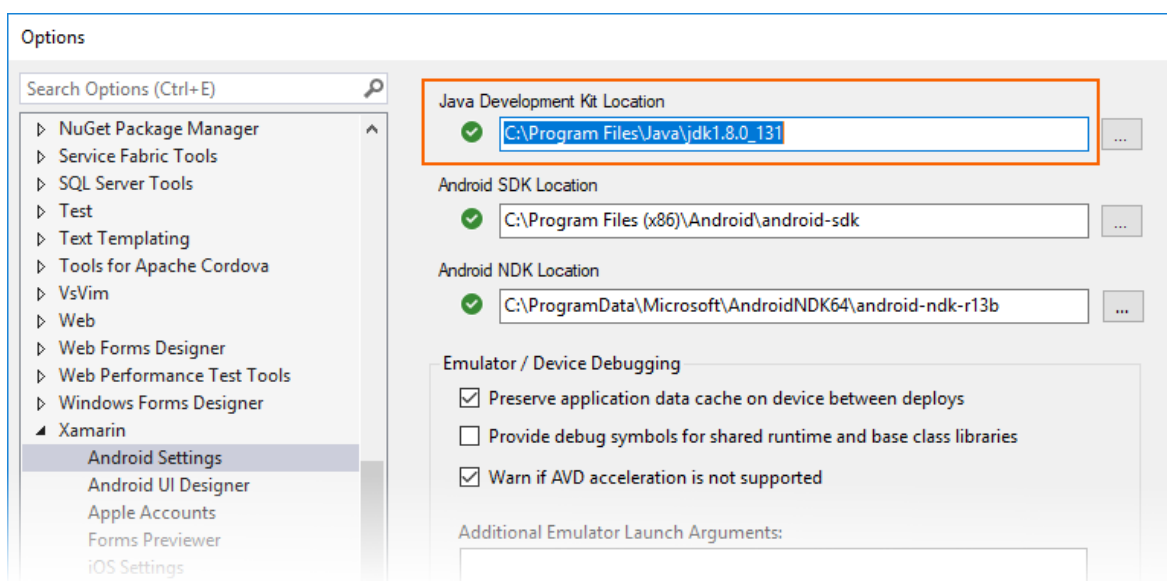 Options
Search Options (Ctrl+E)
NuGet Package Manager
Service Fabric Tools
SQL Server Tools
Test
Text Templating
Tools for Apache Cordova
VsVim
Web
Web Forms Designer
Web Performance Test Tools
Windows Forms Designer
Xamarin
Android Settings
Android UI Designer
Apple Accounts
Forms Previewer
iOS Settings
Java Development Kit Location
C:\Program Files\Java\jdk1.8.0_131
...
Android SDK Location
C:\Program Files (x86)\Android\android-sdk
...
Android NDK Location
C:\ProgramData\Microsoft\AndroidNDK64\android-ndk-r13b
...
Emulator / Device Debugging
Preserve application data cache on device between deploys
Provide debug symbols for shared runtime and base class libraries
Warn if AVD acceleration is not supported
Additional Emulator Launch Arguments: